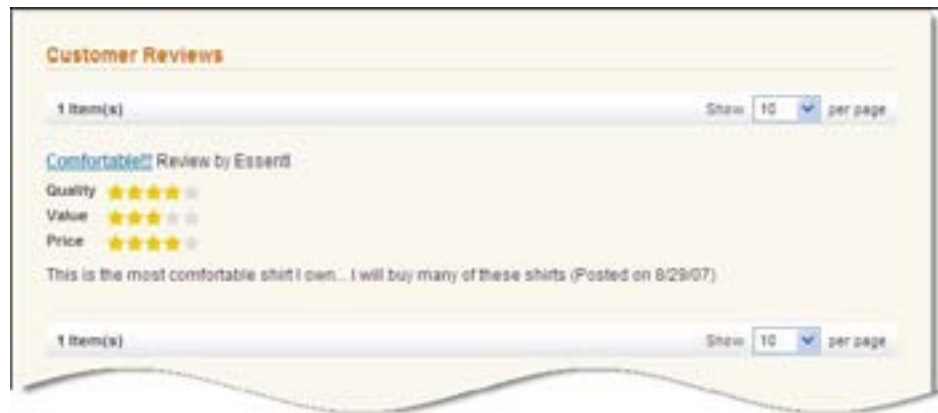 Customer Reviews
1 Item(s) Show 10 per page
Comfortable!!! Review by Essentl
Quality
Value
Price
This is the most comfortable shirt I own... I will buy many of these shirts (Posted on 8/29/07)
1 Item(s) Show 10 per page